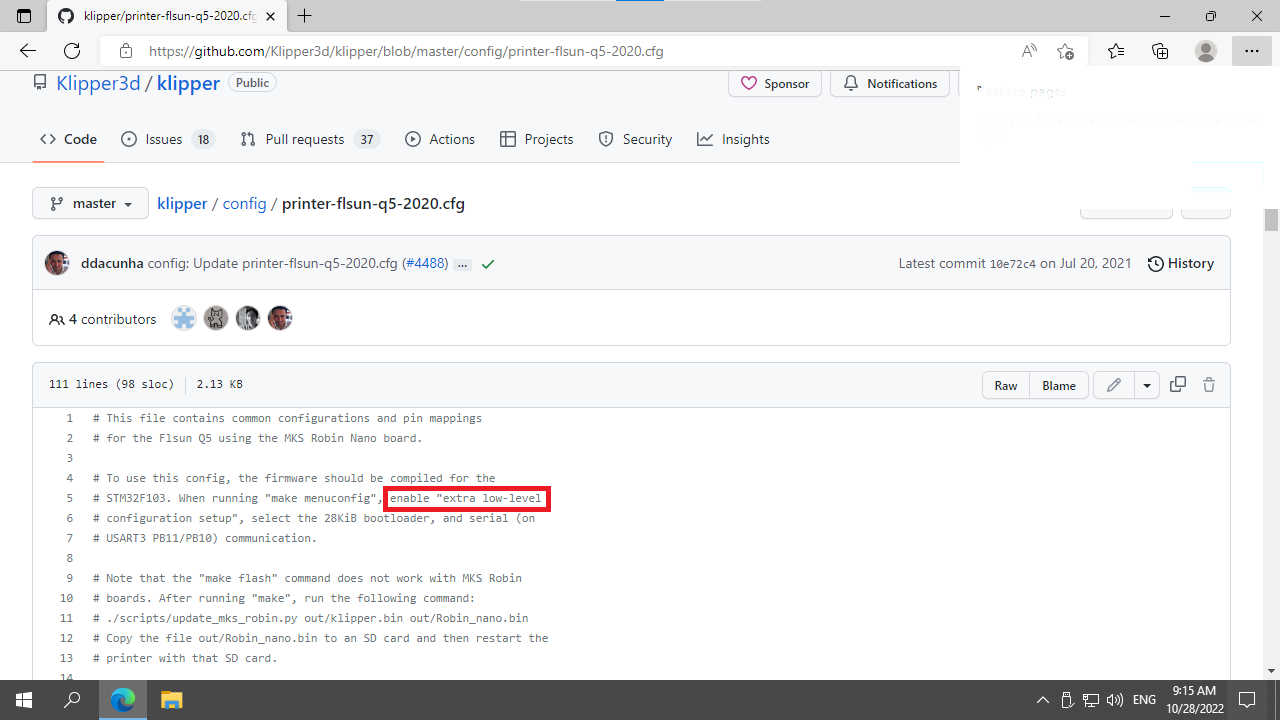 klipper/printer-flsun-q5-2020.cfg
https://github.com/Klipper3d/klipper/blob/master/config/printer-flsun-q5-2020.cfg
Klipper3d / klipper Public
Sponsor Notifications
Restore pages
Code Issues 18 Pull requests 37 Actions Projects Security Insights
master klipper / config / printer-flsun-q5-2020.cfg
ddacunha config: Update printer-flsun-q5-2020.cfg (#4488) ... Latest commit 10e72c4 on Jul 20, 2021 History
4 contributors
111 lines (98 sloc) 2.13 KB Raw Blame
1 # This file contains common configurations and pin mappings
2 # for the Flsun Q5 using the MKS Robin Nano board.
3
4 # To use this config, the firmware should be compiled for the
5 # STM32F103. When running "make menuconfig", enable "extra low-level
6 # configuration setup", select the 28KiB bootloader, and serial (on
7 # USART3 PB11/PB10) communication.
8
9 # Note that the "make flash" command does not work with MKS Robin
10 # boards. After running "make", run the following command:
11 # ./scripts/update_mks_robin.py out/klipper.bin out/Robin_nano.bin
12 # Copy the file out/Robin_nano.bin to an SD card and then restart the
13 # printer with that SD card.
14
ENG 9:15 AM
10/28/2022